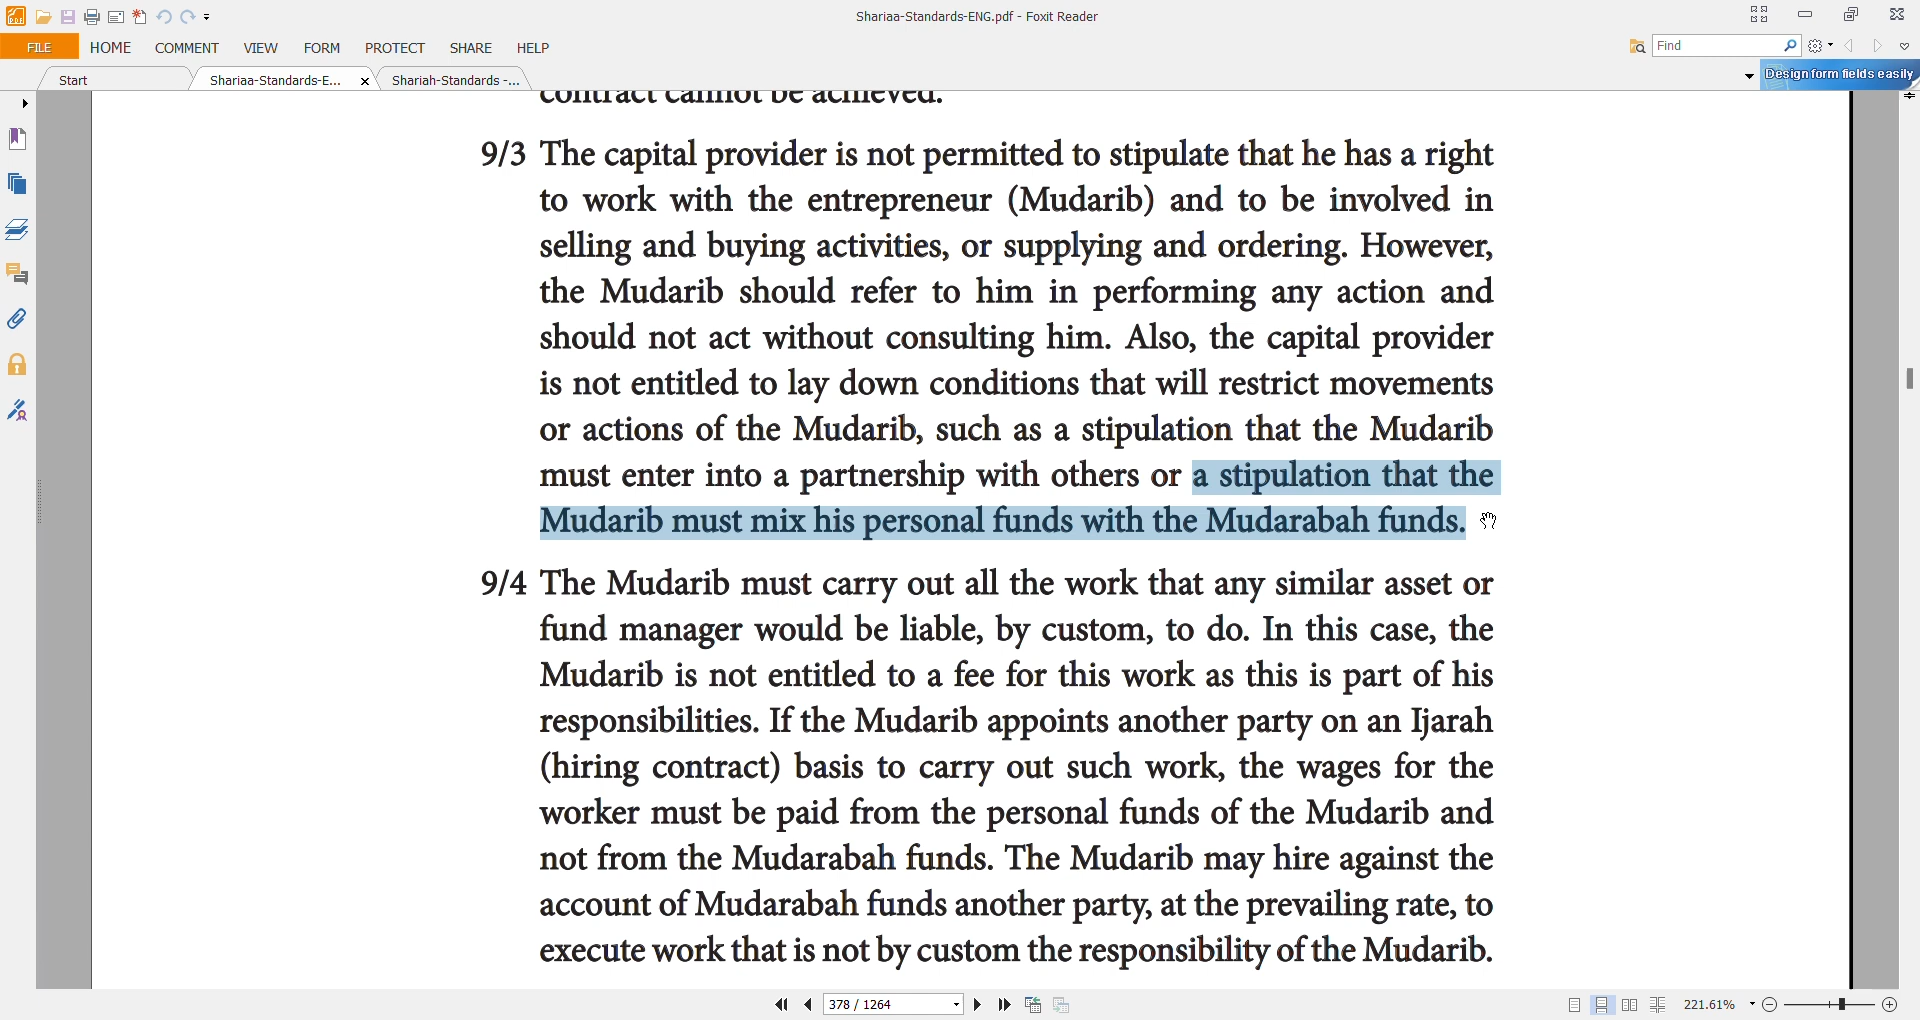 Shariaa-Standards-ENG.pdf - Foxit Reader
FILE HOME COMMENT VIEW FORM PROTECT SHARE HELP
Find
Start Shariaa-Standards-E... Shariah-Standards -...
Design form fields easily
contract cannot be achieved.
9/3 The capital provider is not permitted to stipulate that he has a right
to work with the entrepreneur (Mudarib) and to be involved in
selling and buying activities, or supplying and ordering. However,
the Mudarib should refer to him in performing any action and
should not act without consulting him. Also, the capital provider
is not entitled to lay down conditions that will restrict movements
or actions of the Mudarib, such as a stipulation that the Mudarib
must enter into a partnership with others or a stipulation that the
Mudarib must mix his personal funds with the Mudarabah funds.
9/4 The Mudarib must carry out all the work that any similar asset or
fund manager would be liable, by custom, to do. In this case, the
Mudarib is not entitled to a fee for this work as this is part of his
responsibilities. If the Mudarib appoints another party on an Ijarah
(hiring contract) basis to carry out such work, the wages for the
worker must be paid from the personal funds of the Mudarib and
not from the Mudarabah funds. The Mudarib may hire against the
account of Mudarabah funds another party, at the prevailing rate, to
execute work that is not by custom the responsibility of the Mudarib.
378 / 1264
221.61%